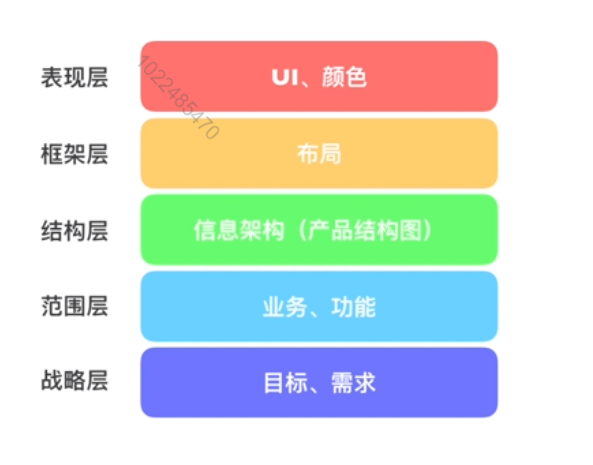 表现层
UI、颜色
1022485470
框架层
布局
结构层
信息架构（产品结构图）
范围层
业务、功能
战略层
目标、需求